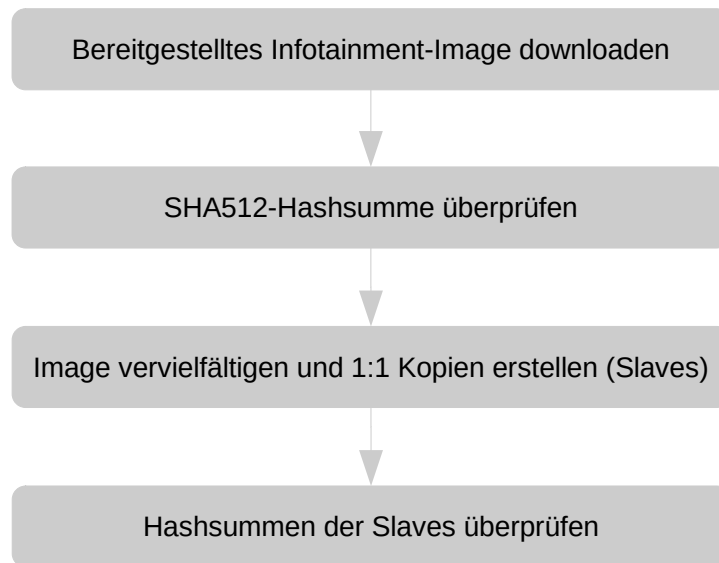 Bereitgestelltes Infotainment-Image downloaden
SHA512-Hashsumme überprüfen
Image vervielfältigen und 1:1 Kopien erstellen (Slaves)
Hashsummen der Slaves überprüfen